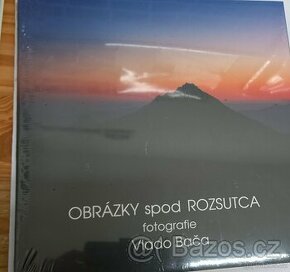 OBRÁZKY spod ROZSUTCA
fotografie
Vlado Bača
Bazos.cz